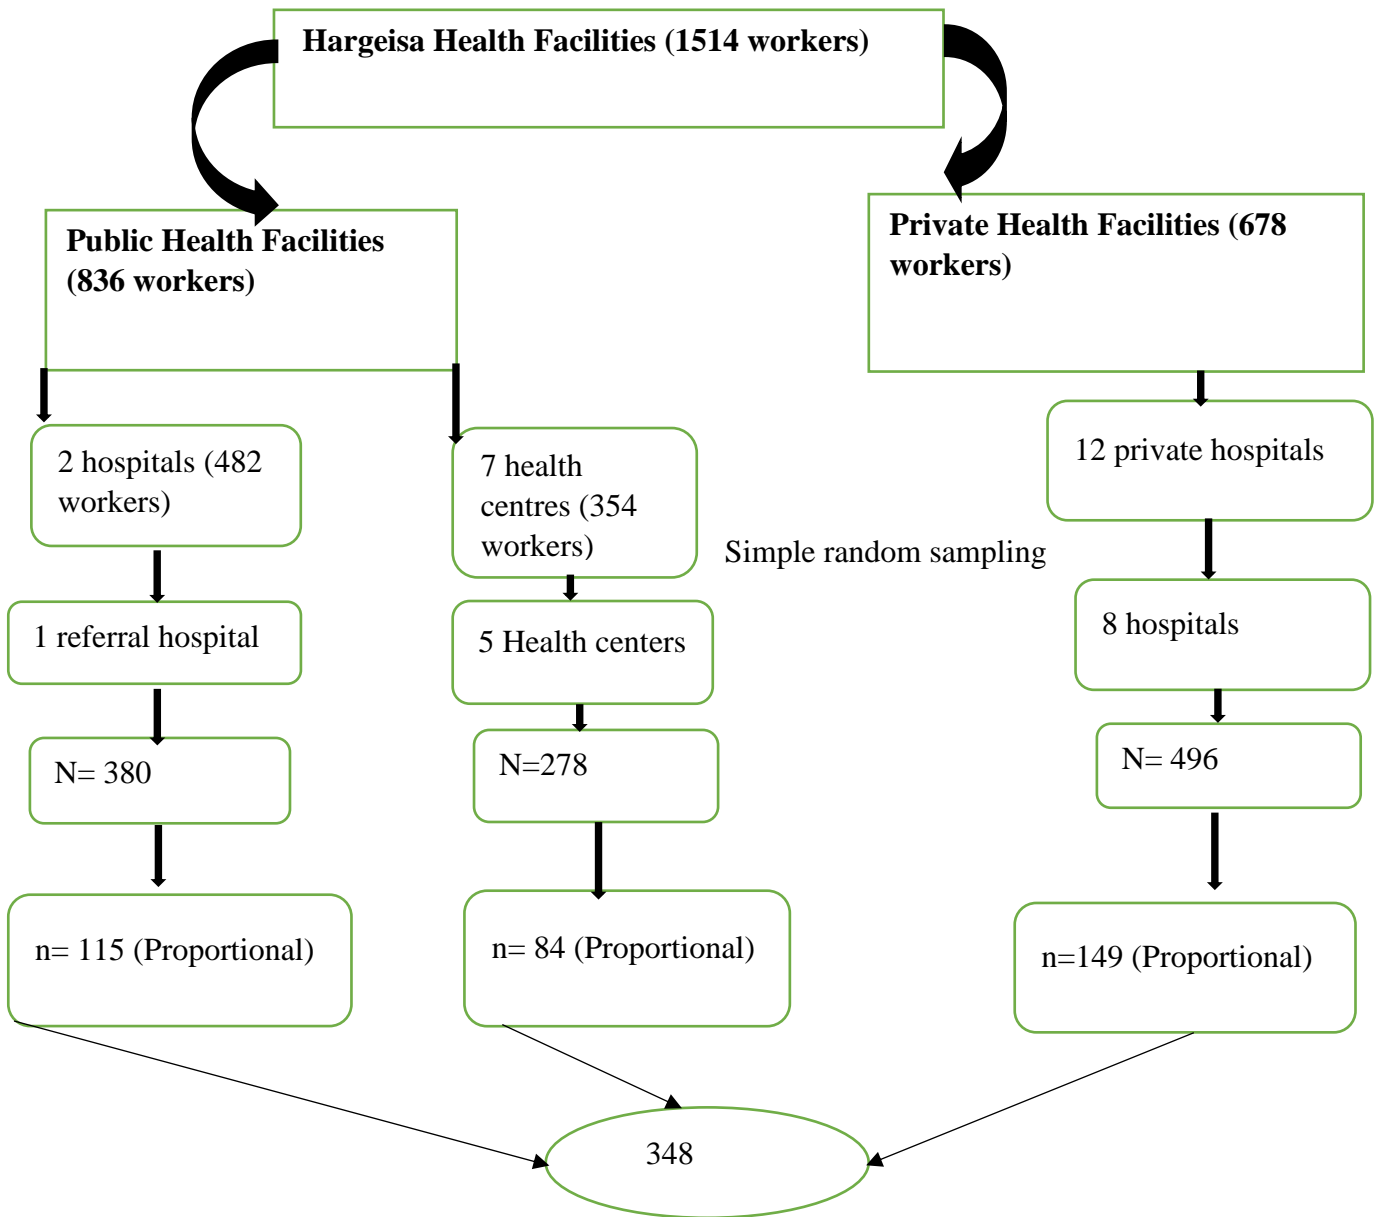 Hargeisa Health Facilities (1514 workers)
Public Health Facilities
(836 workers)
Private Health Facilities (678
workers)
2 hospitals (482
workers)
7 health
centres (354
workers)
12 private hospitals
Simple random sampling
1 referral hospital
5 Health centers
8 hospitals
N= 380
N=278
N= 496
n= 115 (Proportional)
n= 84 (Proportional)
n=149 (Proportional)
348